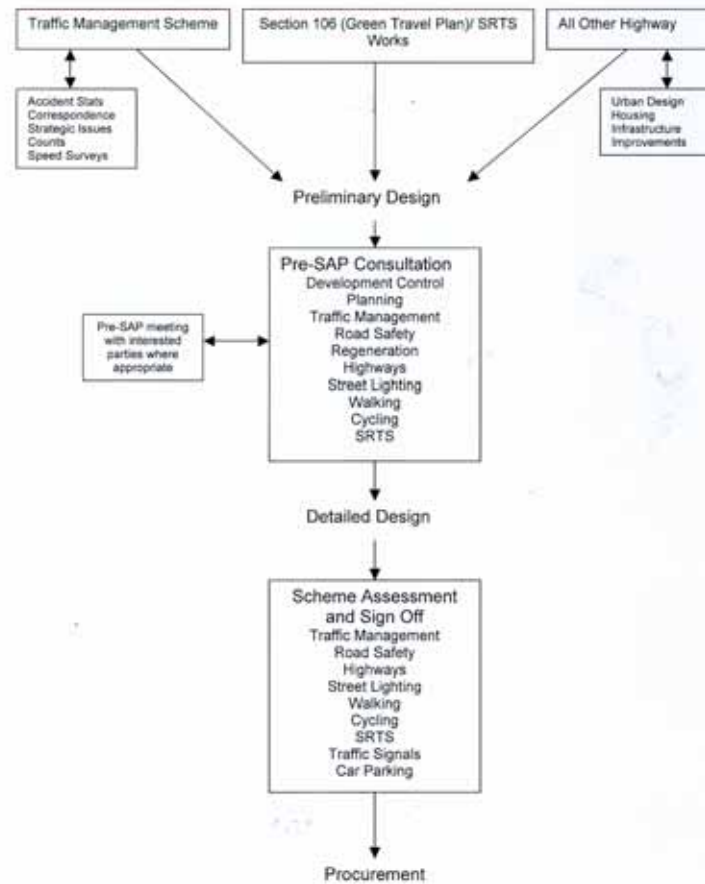 Traffic Management Scheme
Section 106 (Green Travel Plan)/ SRTS
Works
All Other Highway
Accident Stats
Correspondence
Strategic Issues
Counts
Speed Surveys
Urban Design
Housing
Infrastructure
Improvements
Preliminary Design
Pre-SAP Consultation
Development Control
Planning
Traffic Management
Road Safety
Regeneration
Highways
Street Lighting
Walking
Cycling
SRTS
Pre-SAP meeting
with interested
parties where
appropriate
Detailed Design
Scheme Assessment
and Sign Off
Traffic Management
Road Safety
Highways
Street Lighting
Walking
Cycling
SRTS
Traffic Signals
Car Parking
Procurement